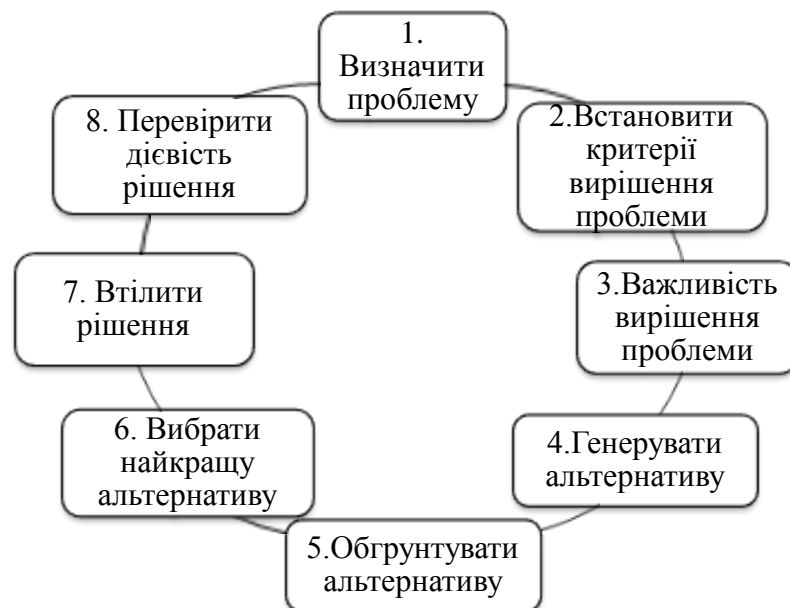 1.
Визначити
проблему
2.Встановити
критерії
вирішення
проблеми
3.Важливість
вирішення
проблеми
4.Генерувати
альтернативу
5.Обгрунтувати
альтернативу
6. Вибрати
найкращу
альтернативу
7. Втілити
рішення
8. Перевірити
дієвість
рішення